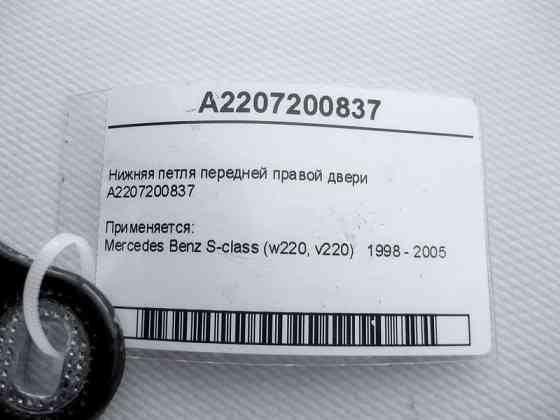 A2207200837
Нижняя петля передней правой двери
A2207200837
Применяется:
Mercedes Benz S-class (w220, v220) 1998 - 2005